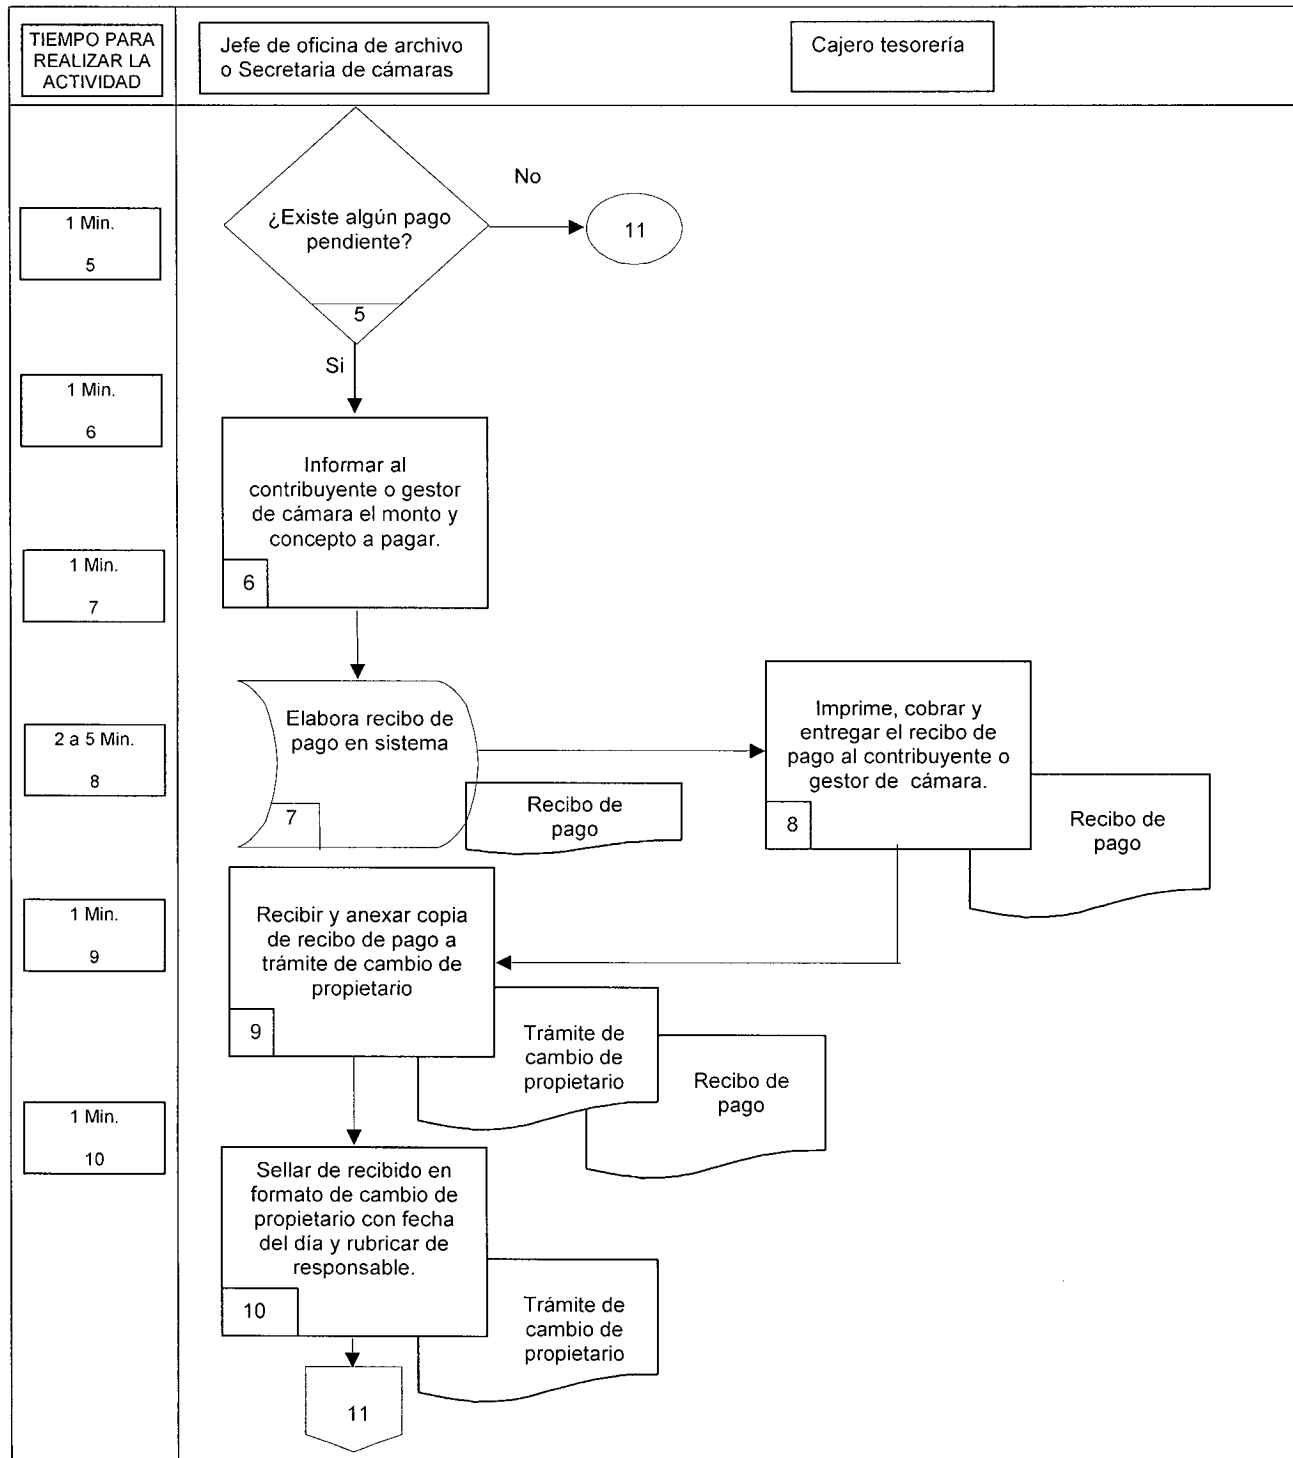 TIEMPO PARA
REALIZAR LA
ACTIVIDAD
Jefe de oficina de archivo
o Secretaria de cámaras
Cajero tesorería
1 Min.
5
¿Existe algún pago
pendiente?
5
No
11
Si
1 Min.
6
Informar al
contribuyente o gestor
de cámara el monto y
concepto a pagar.
6
1 Min.
7
Elabora recibo de
pago en sistema
7
Recibo de
pago
2 a 5 Min.
8
Imprime, cobrar y
entregar el recibo de
pago al contribuyente o
gestor de cámara.
8
Recibo de
pago
1 Min.
9
Recibir y anexar copia
de recibo de pago a
trámite de cambio de
propietario
9
Trámite de
cambio de
propietario
Recibo de
pago
1 Min.
10
Sellar de recibido en
formato de cambio de
propietario con fecha
del día y rubricar de
responsable.
10
Trámite de
cambio de
propietario
11